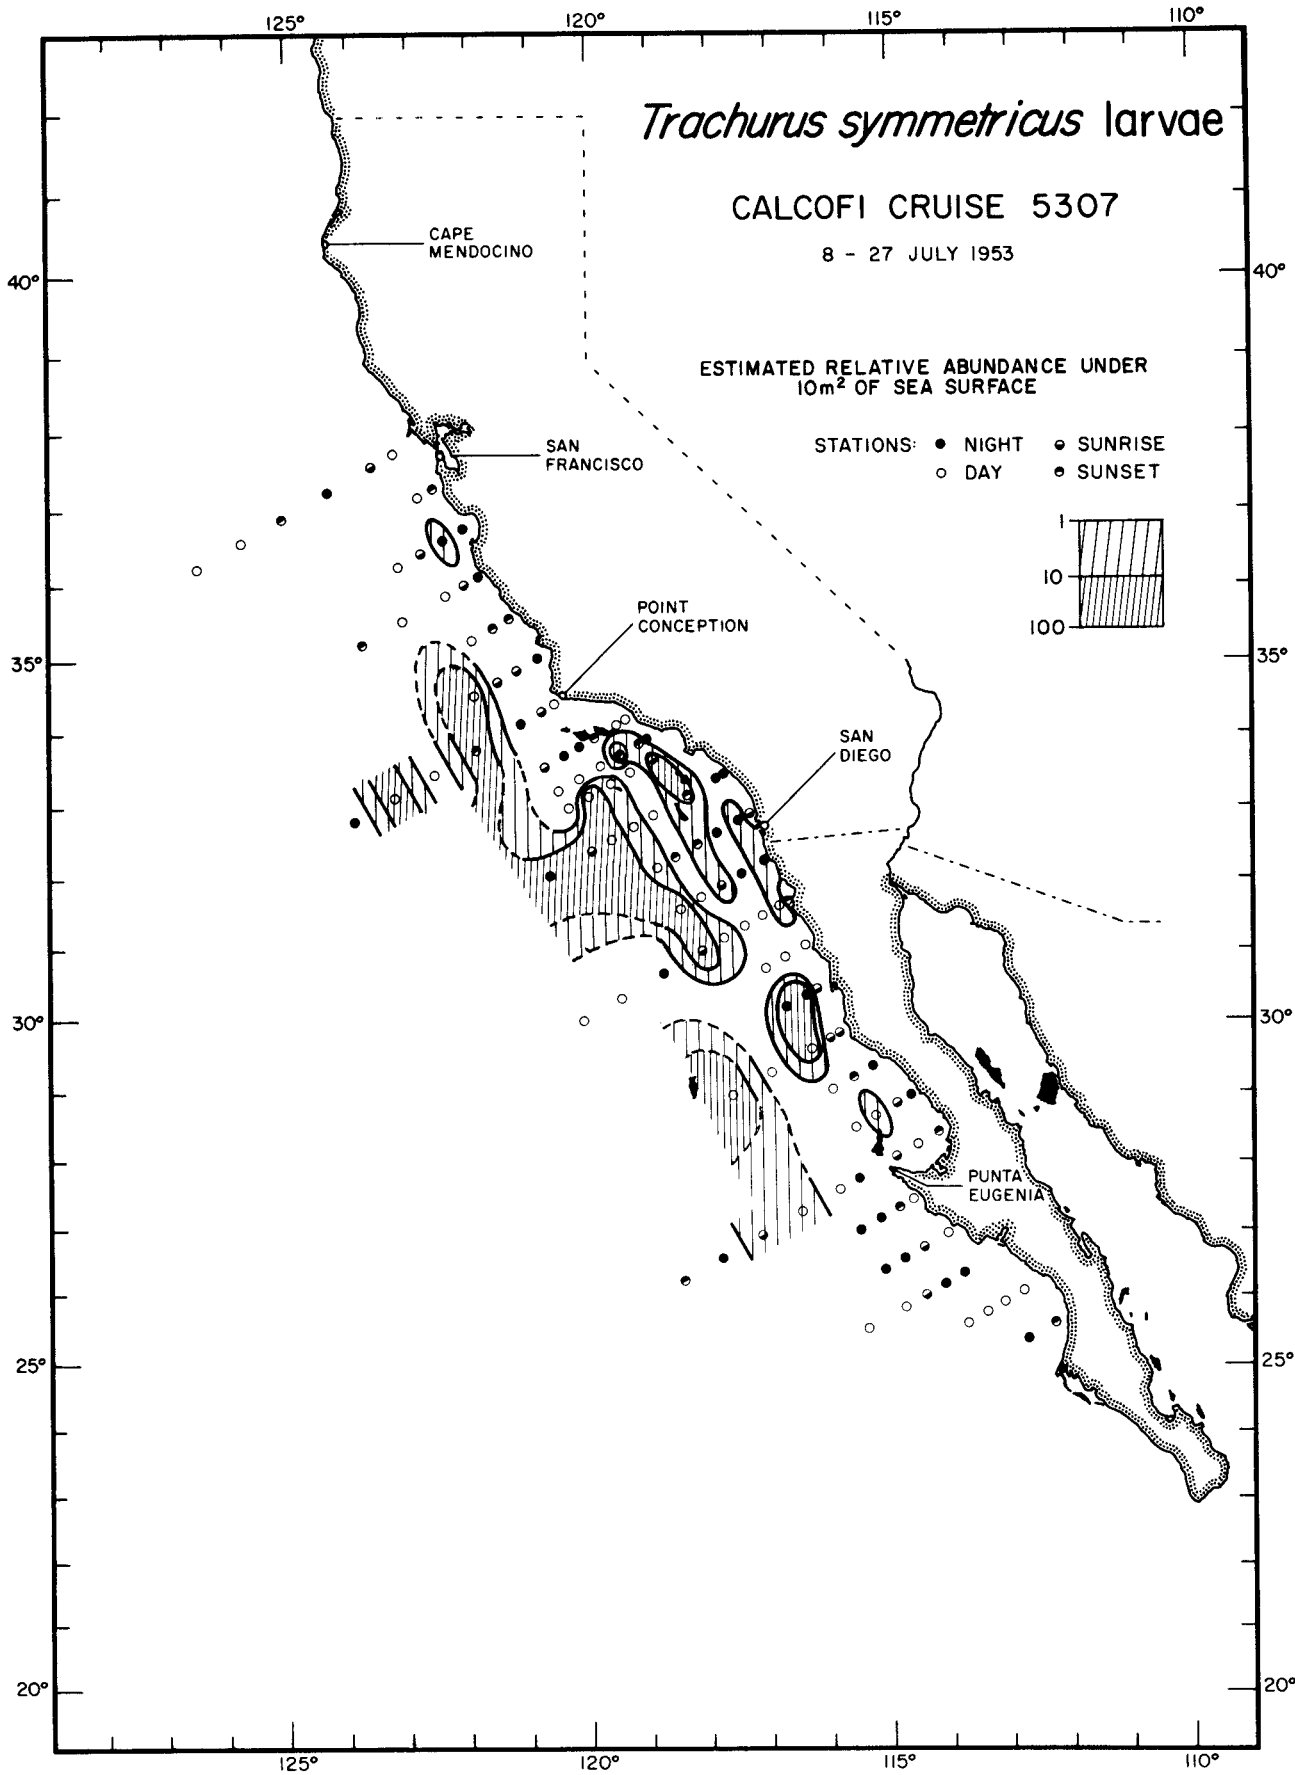 125° 120° 115° 110°
Trachurus symmetricus larvae
CALCOFI CRUISE 5307
8 - 27 JULY 1953
CAPE
MENDOCINO
40° 40°
ESTIMATED RELATIVE ABUNDANCE UNDER
10m² OF SEA SURFACE
STATIONS: ● NIGHT SUNRISE
○ DAY SUNSET
SAN
FRANCISCO
1
10
100
POINT
CONCEPTION
35° 35°
SAN
DIEGO
30° 30°
PUNTA
EUGENIA
25° 25°
20° 20°
125° 120° 115° 110°